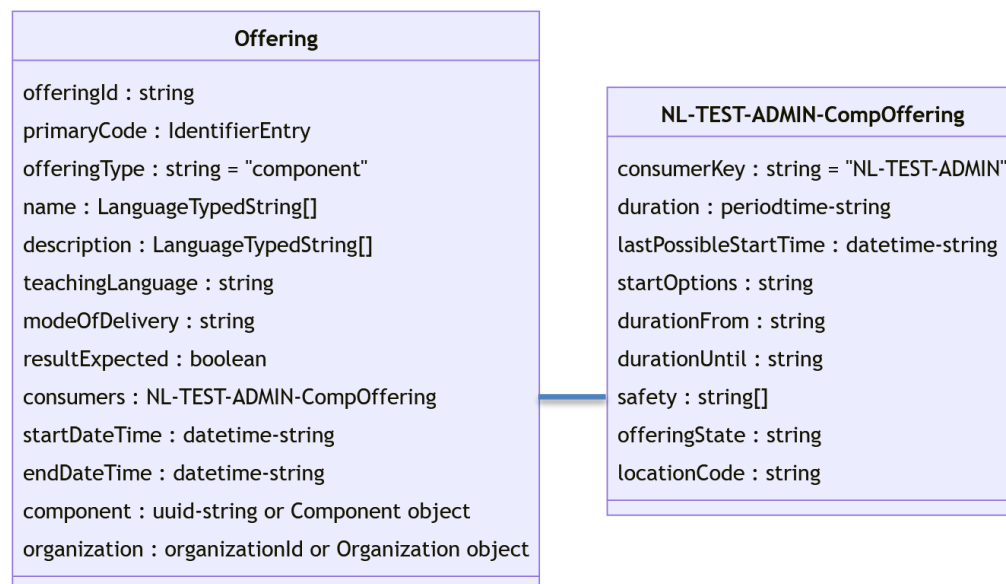 Offering
offeringId : string
primaryCode : IdentifierEntry
offeringType : string = "component"
name : LanguageTypedString[]
description : LanguageTypedString[]
teachingLanguage : string
modeOfDelivery : string
resultExpected : boolean
consumers : NL-TEST-ADMIN-CompOffering
startDateTime : datetime-string
endDateTime : datetime-string
component : uuid-string or Component object
organization : organizationId or Organization object
NL-TEST-ADMIN-CompOffering
consumerKey : string = "NL-TEST-ADMIN"
duration : periodtime-string
lastPossibleStartTime : datetime-string
startOptions : string
durationFrom : string
durationUntil : string
safety : string[]
offeringState : string
locationCode : string